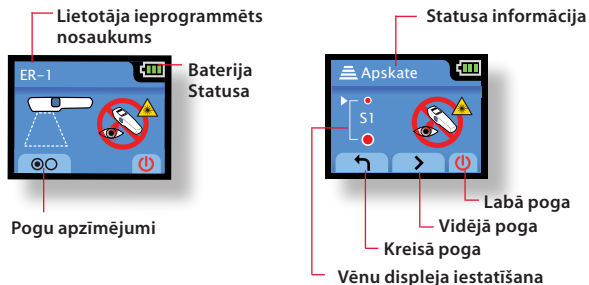 Lietotāja ieprogrammēts
nosaukums
ER-1
Baterija
Statusa
Pogu apzīmējumi
Statusa informācija
Apskate
S1
Labā poga
Vidējā poga
Kreisā poga
Vēnu displeja iestatīšana